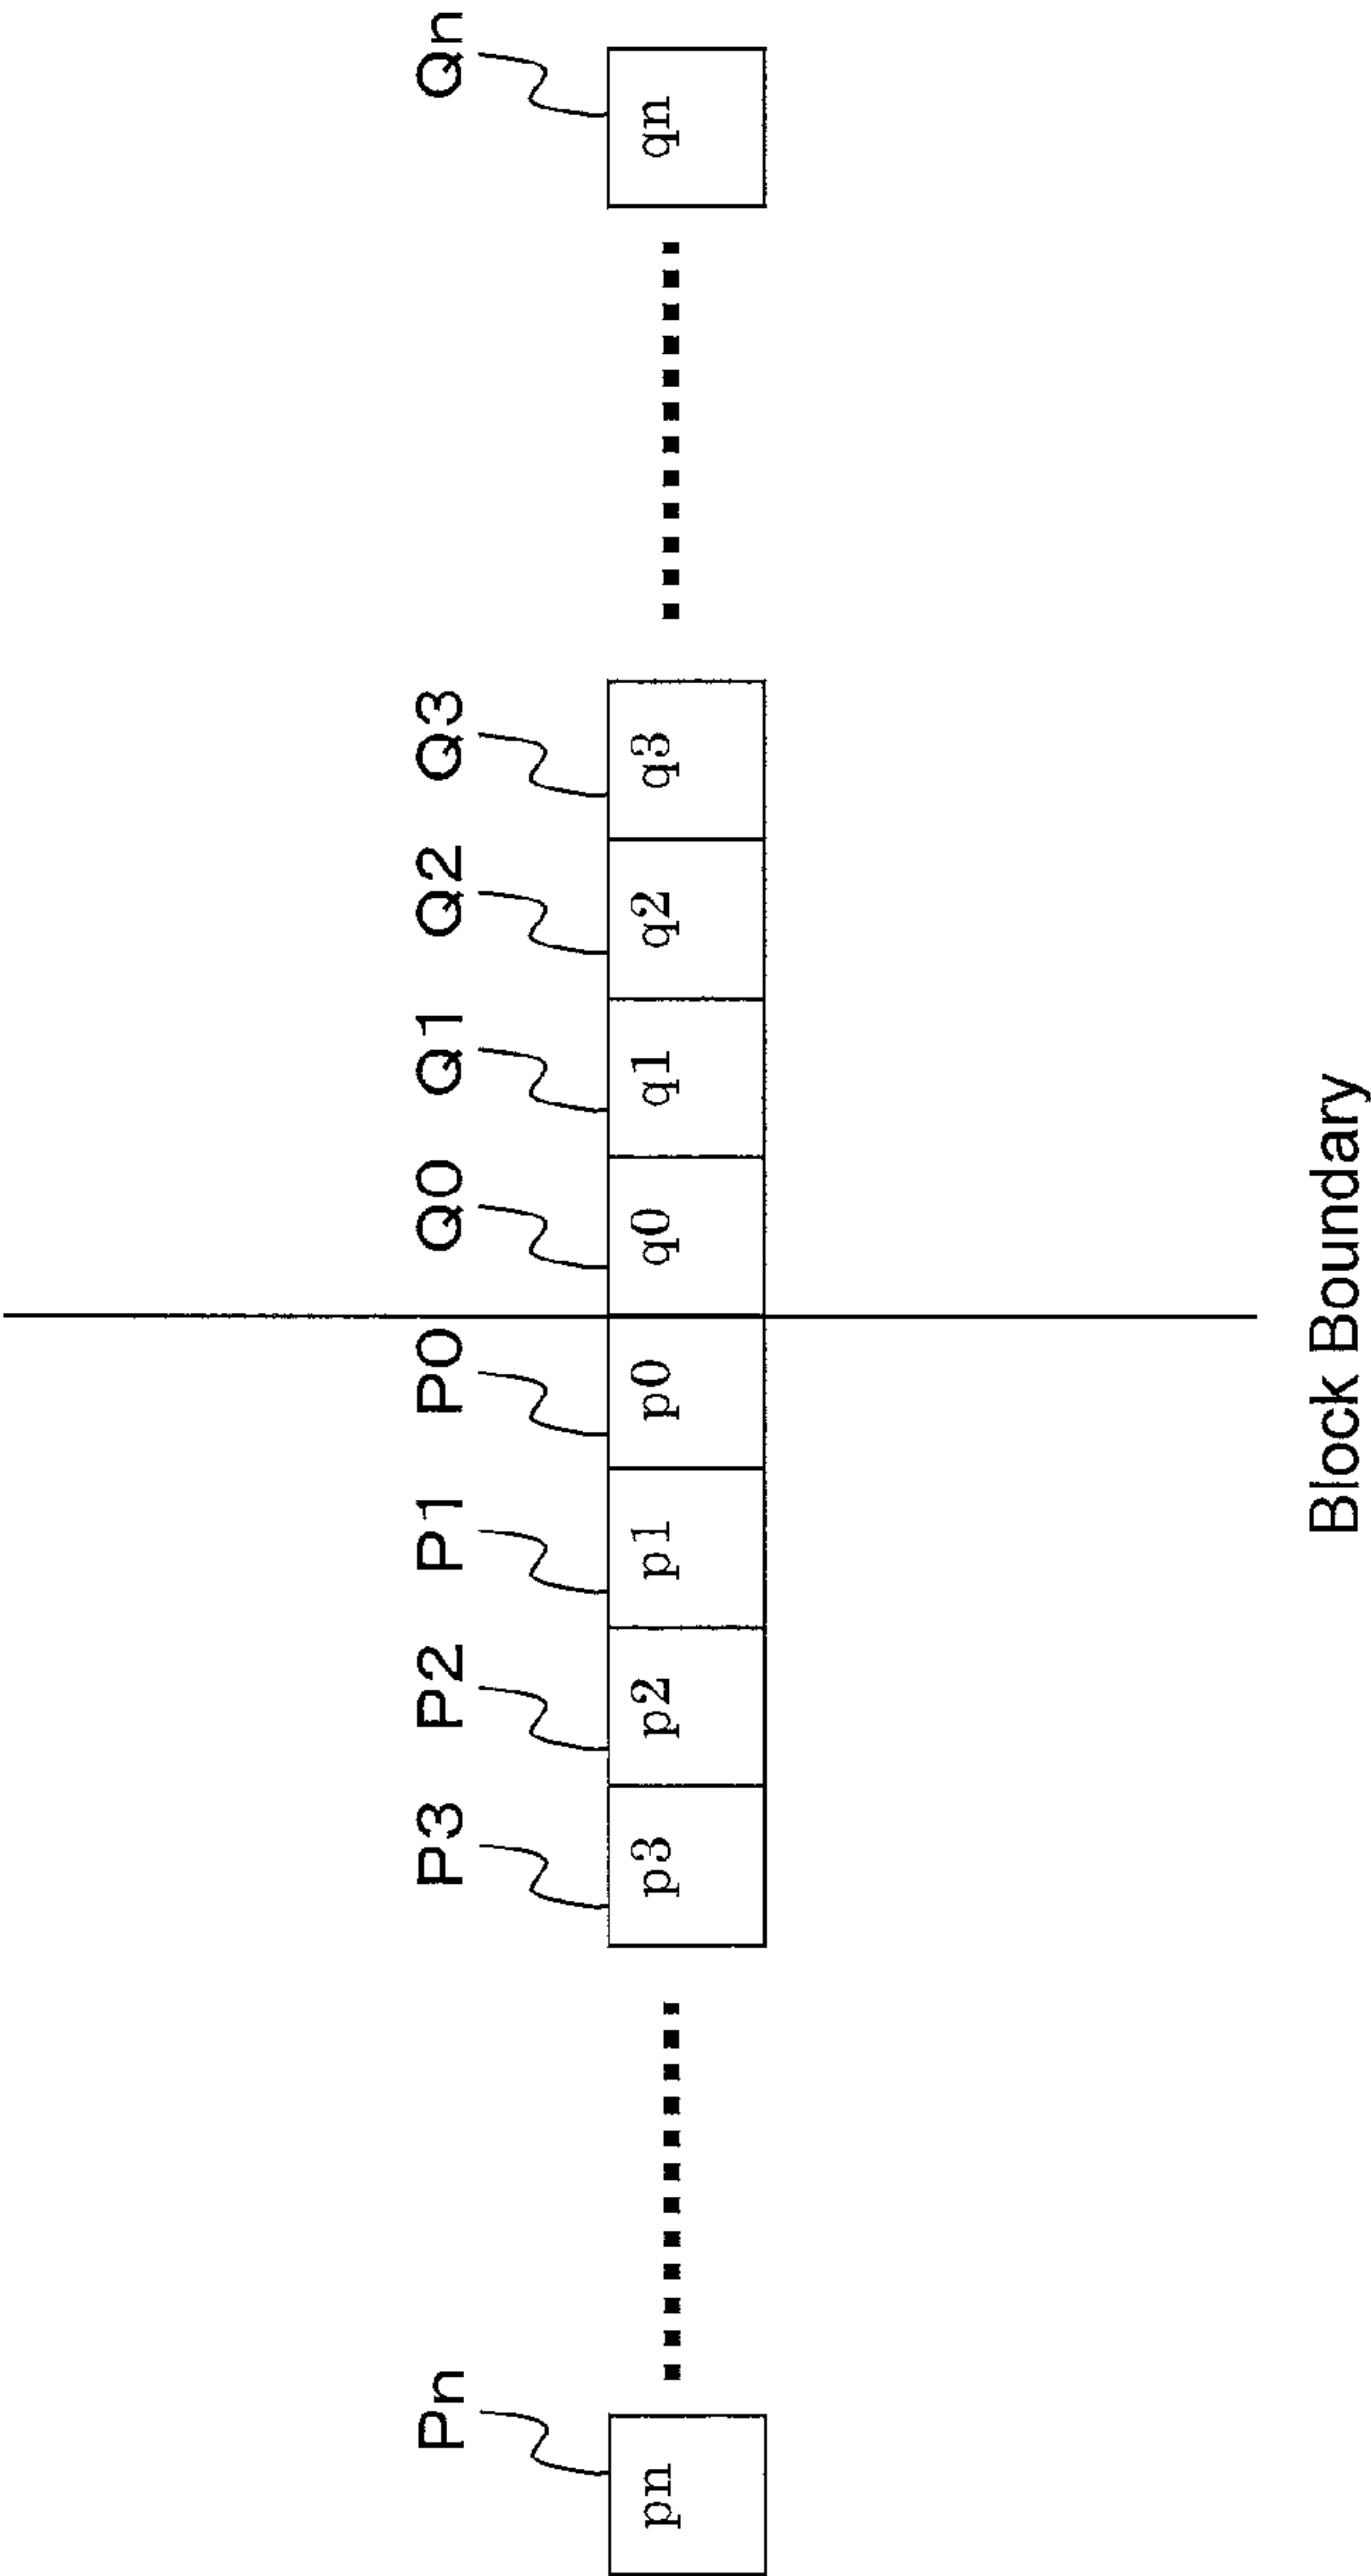 Pn P3 P2 P1 P0 Q0 Q1 Q2 Q3 Qn
pn p3 p2 p1 p0 q0 q1 q2 q3 qn
Block Boundary